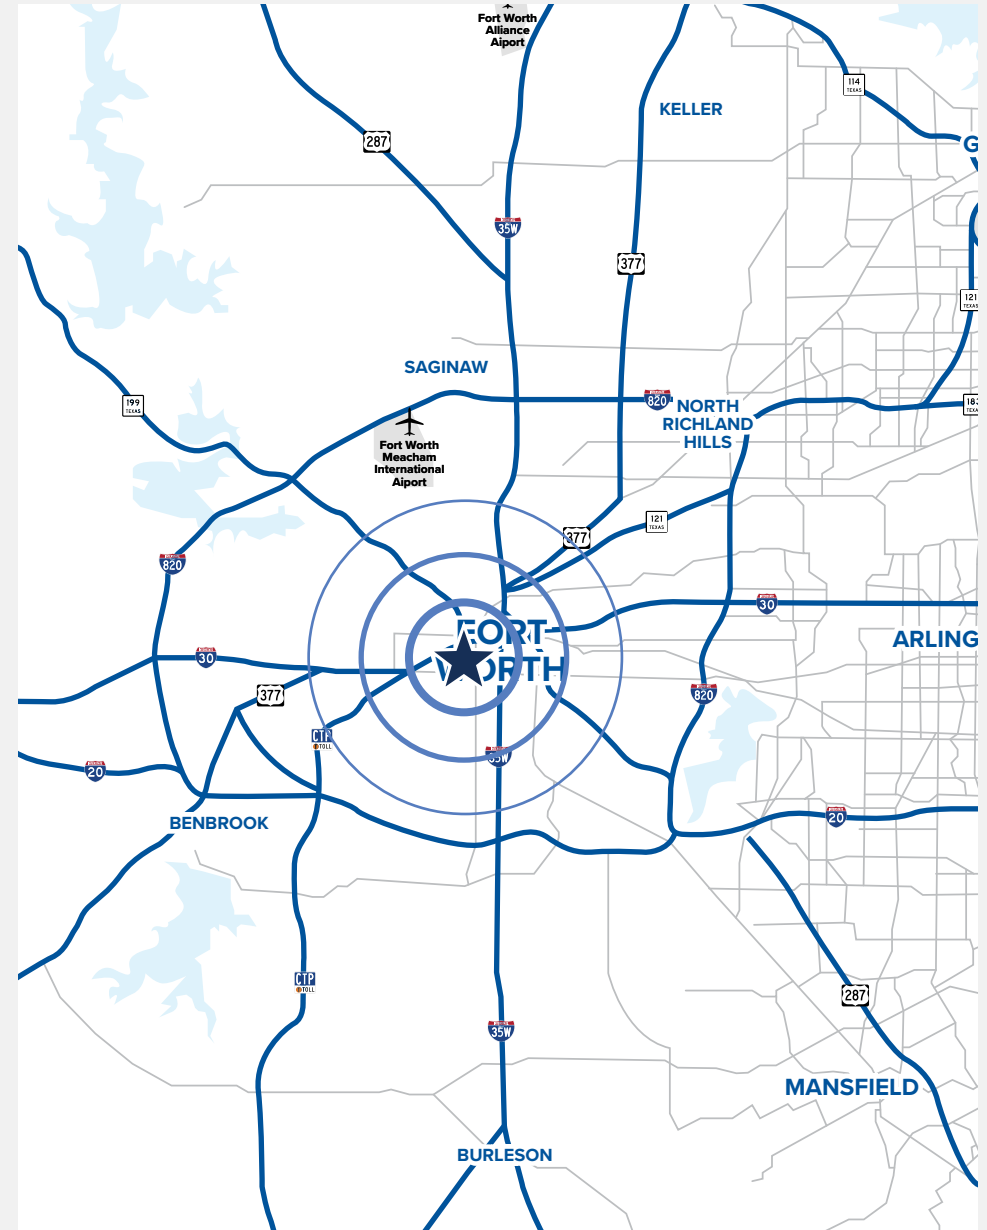 Fort Worth
Alliance
Aiport
114
TEXAS
KELLER
287
G
35W
377
121
SAGINAW
820
199
TEXAS
NORTH
RICHLAND
HILLS
183
Fort Worth
Meacham
International
Aiport
121
TEXAS
377
820
30
FORT
WORTH
ARLING
30
377
820
CTP
TOLL
35W
20
20
BENBROOK
CTP
TOLL
287
35W
MANSFIELD
BURLESON